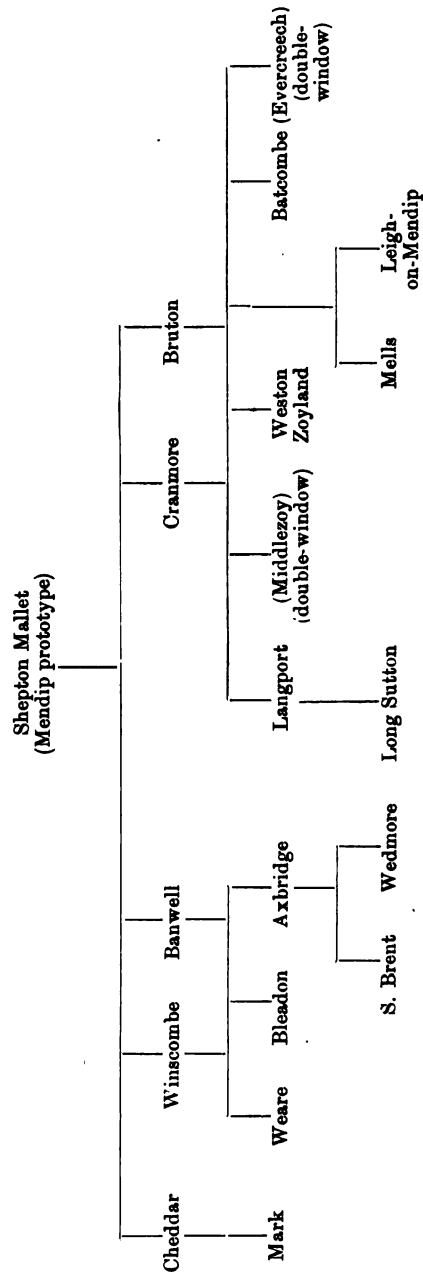 Shepton Mallet
(Mendip prototype)
Cheddar
Winscombe
Banwell
Cranmore
Bruton
Mark
Weare
Bleadon
Axbridge
Langport
(Middlezoy)
(double-window)
Weston
Zoyland
Batcombe
(Evercreech)
(double-
window)
S. Brent
Wedmore
Long Sutton
Mells
Leigh-
on-Mendip